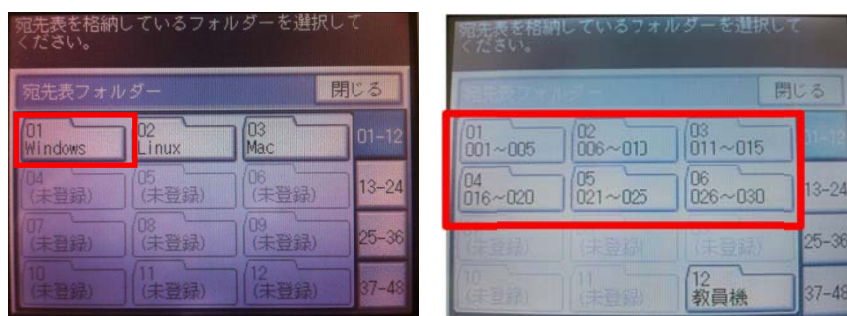 宛先表を格納しているフォルダーを選択して
ください。
宛先表フォルダー
閉じる
01
Windows
02
Linux
03
Mac
01-12
04
(未登録)
05
(未登録)
06
(未登録)
13-24
07
(未登録)
08
(未登録)
09
(未登録)
25-36
10
(未登録)
11
(未登録)
12
(未登録)
37-48
宛先表を格納しているフォルダーを選択して
ください。
宛先表フォルダー
閉じる
01
001～005
02
006～010
03
011～015
01-12
04
016～020
05
021～025
06
026～030
13-24
(未登録)
(未登録)
(未登録)
25-36
10
(未登録)
11
(未登録)
12
教員機
37-48